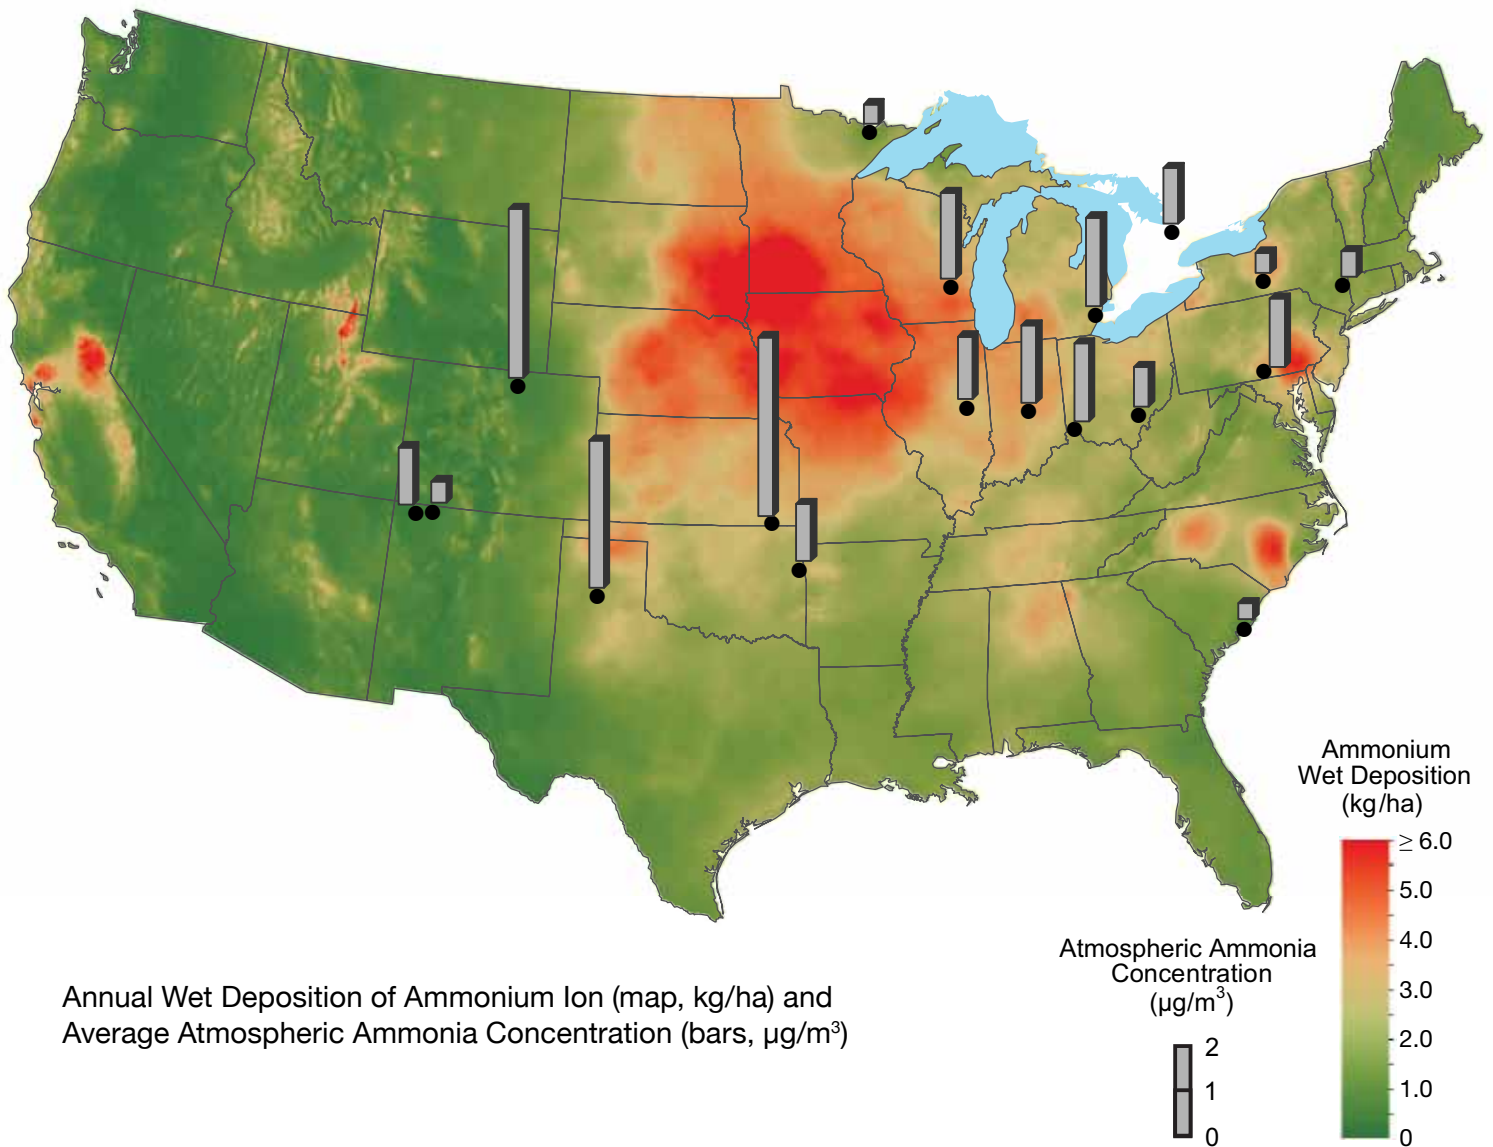 Ammonium
Wet Deposition
(kg/ha)
≥ 6.0
5.0
4.0
3.0
2.0
1.0
0
Atmospheric Ammonia
Concentration
(µg/m³)
2
1
0
Annual Wet Deposition of Ammonium Ion (map, kg/ha) and
Average Atmospheric Ammonia Concentration (bars, µg/m³)